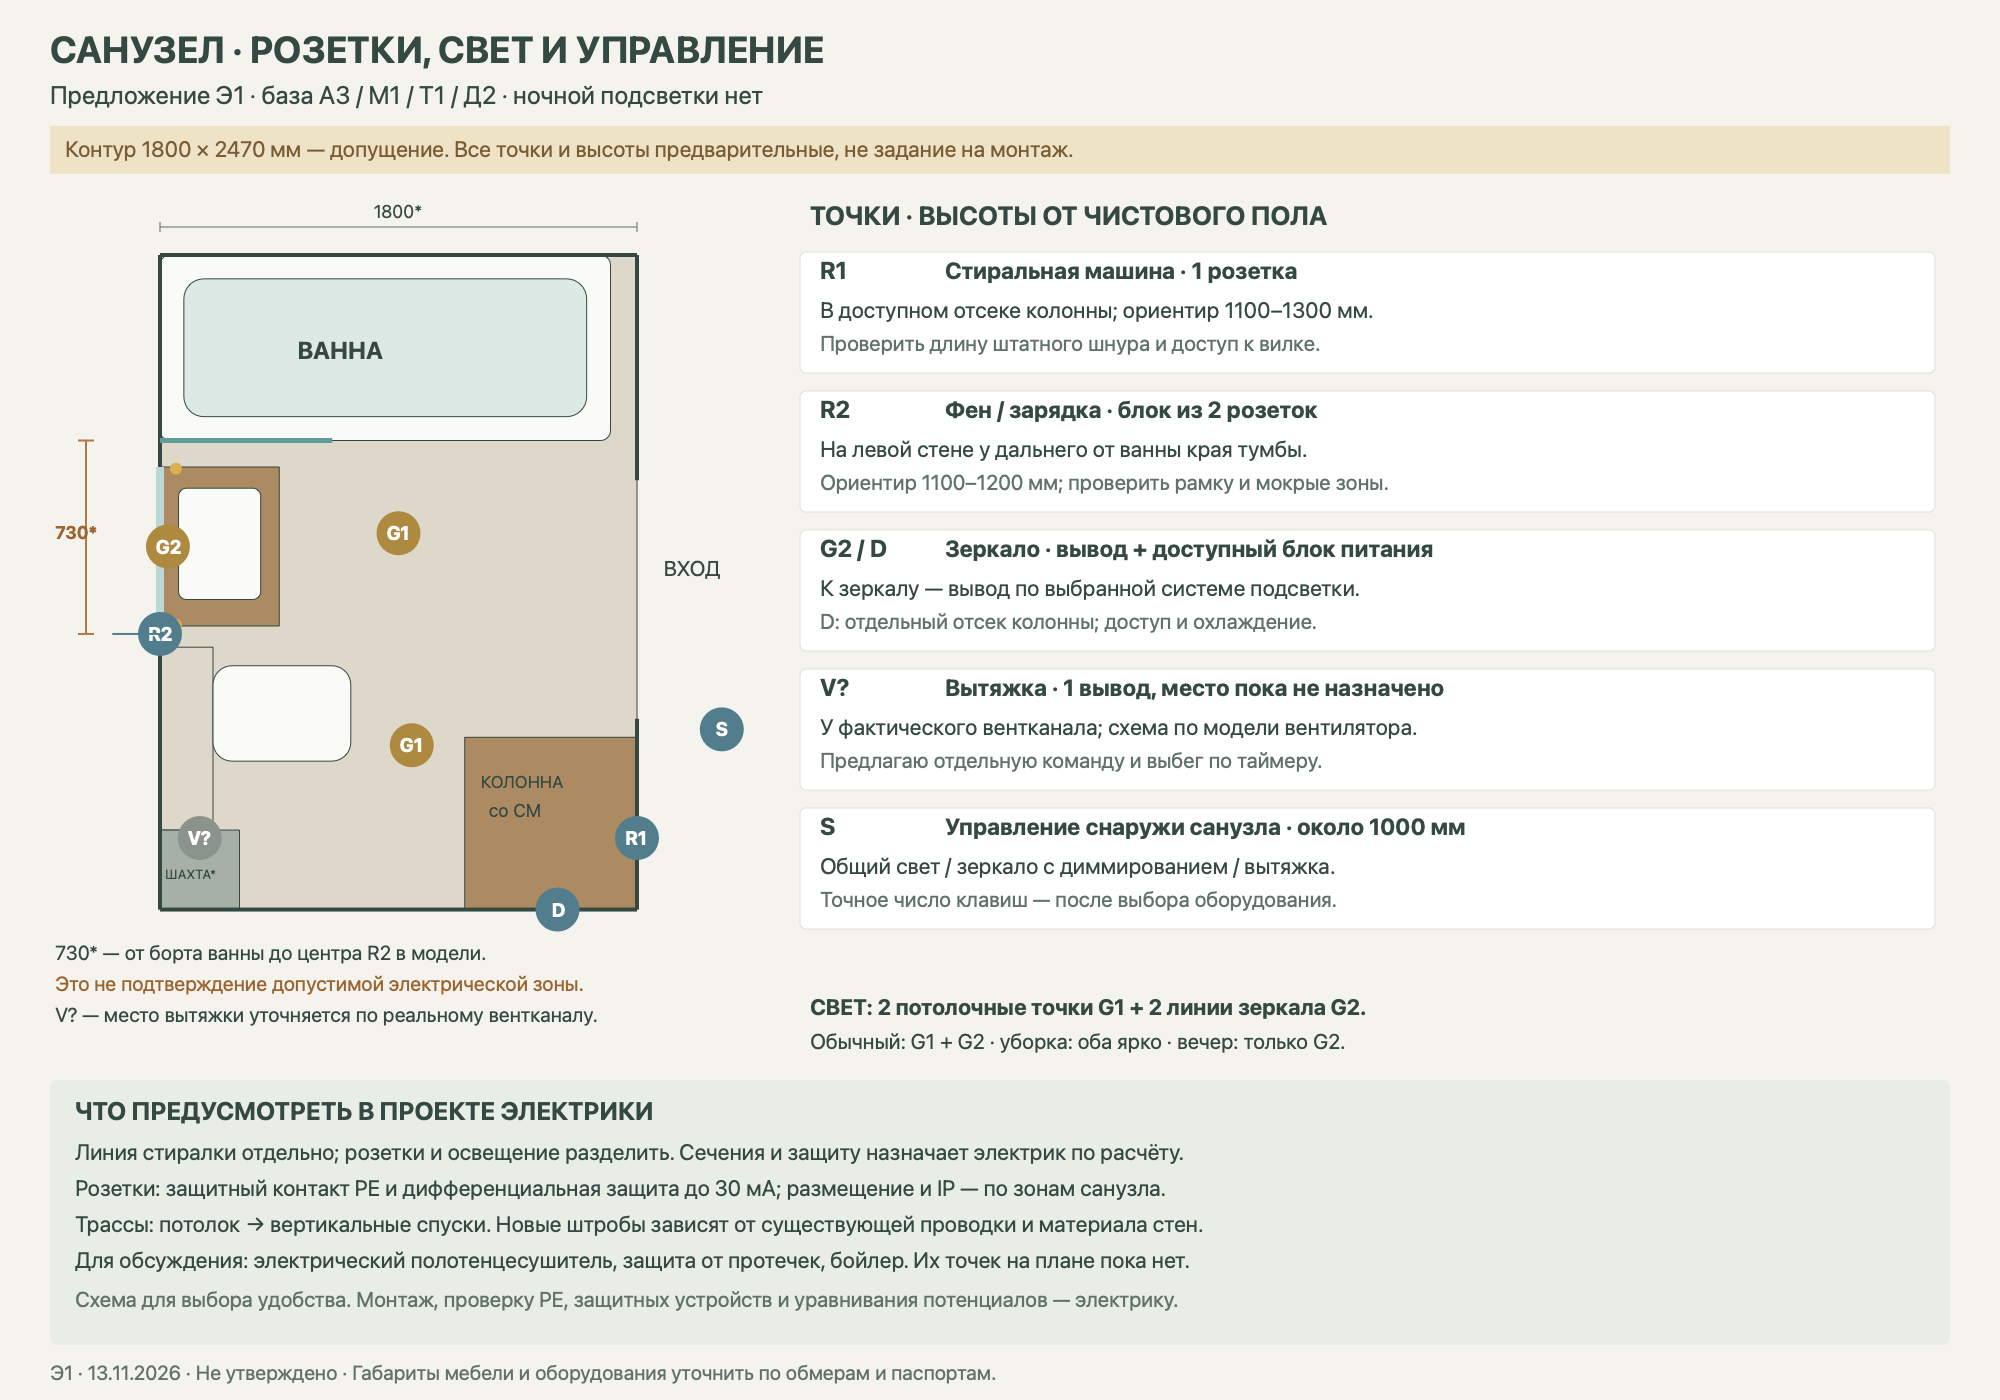 САНУЗЕЛ · РОЗЕТКИ, СВЕТ И УПРАВЛЕНИЕ
Предложение Э1 · база А3 / М1 / Т1 / Д2 · ночной подсветки нет
Контур 1800 × 2470 мм — допущение. Все точки и высоты предварительные, не задание на монтаж.
1800*
ВАННА
730*
G2
G1
ВХОД
R2
G1
S
КОЛОННА
со СМ
V?
R1
ШАХТА*
D
730* — от борта ванны до центра R2 в модели.
Это не подтверждение допустимой электрической зоны.
V? — место вытяжки уточняется по реальному вентканалу.
ТОЧКИ · ВЫСОТЫ ОТ ЧИСТОВОГО ПОЛА
R1 Стиральная машина · 1 розетка
В доступном отсеке колонны; ориентир 1100–1300 мм.
Проверить длину штатного шнура и доступ к вилке.
R2 Фен / зарядка · блок из 2 розеток
На левой стене у дальнего от ванны края тумбы.
Ориентир 1100–1200 мм; проверить рамку и мокрые зоны.
G2 / D Зеркало · вывод + доступный блок питания
К зеркалу — вывод по выбранной системе подсветки.
D: отдельный отсек колонны; доступ и охлаждение.
V? Вытяжка · 1 вывод, место пока не назначено
У фактического вентканала; схема по модели вентилятора.
Предлагаю отдельную команду и выбег по таймеру.
S Управление снаружи санузла · около 1000 мм
Общий свет / зеркало с диммированием / вытяжка.
Точное число клавиш — после выбора оборудования.
СВЕТ: 2 потолочные точки G1 + 2 линии зеркала G2.
Обычный: G1 + G2 · уборка: оба ярко · вечер: только G2.
ЧТО ПРЕДУСМОТРЕТЬ В ПРОЕКТЕ ЭЛЕКТРИКИ
Линия стиралки отдельно; розетки и освещение разделить. Сечения и защиту назначает электрик по расчёту.
Розетки: защитный контакт PE и дифференциальная защита до 30 мА; размещение и IP — по зонам санузла.
Трассы: потолок → вертикальные спуски. Новые штробы зависят от существующей проводки и материала стен.
Для обсуждения: электрический полотенцесушитель, защита от протечек, бойлер. Их точек на плане пока нет.
Схема для выбора удобства. Монтаж, проверку PE, защитных устройств и уравнивания потенциалов — электрику.
Э1 · 13.11.2026 · Не утверждено · Габариты мебели и оборудования уточнить по обмерам и паспортам.